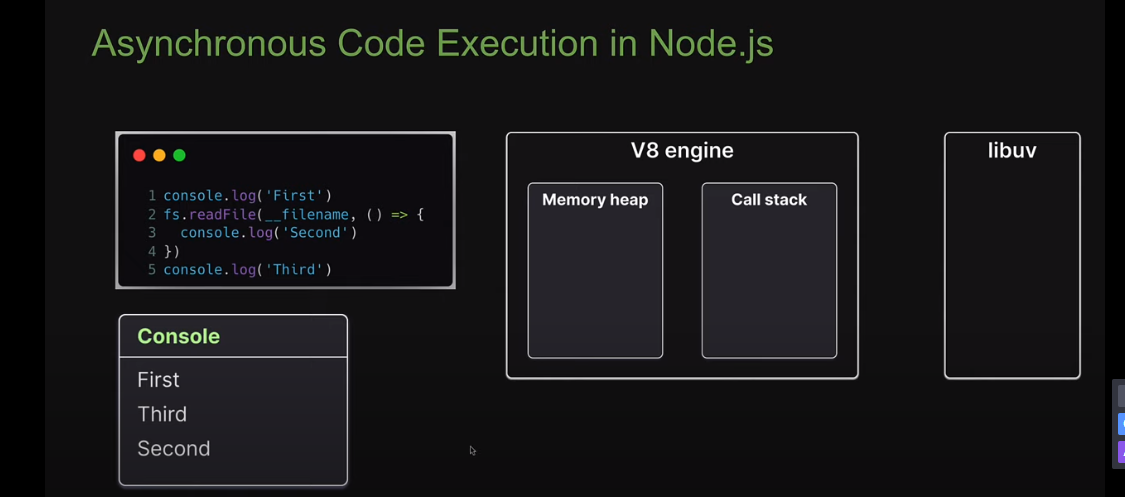 Asynchronous Code Execution in Node.js
1 console.log('First')
2 fs.readFile(__filename, () => {
3   console.log('Second')
4 })
5 console.log('Third')
Console
First
Third
Second
V8 engine
Memory heap
Call stack
libuv